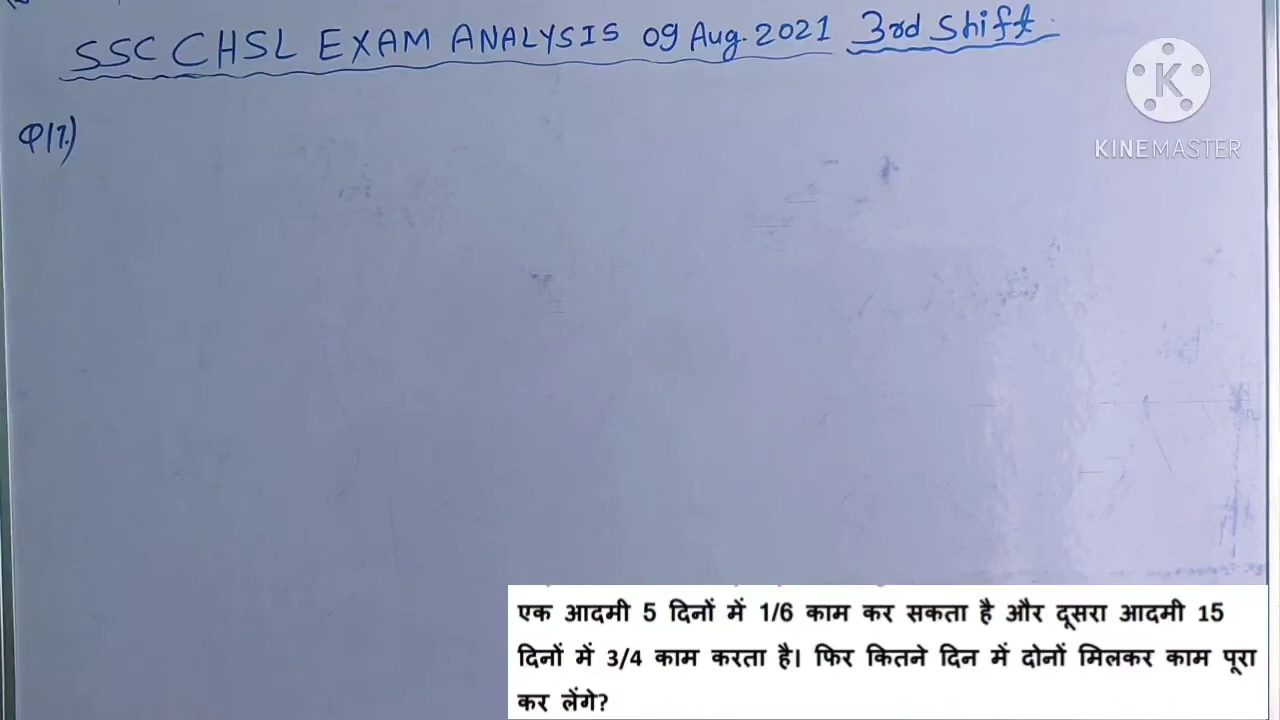 SSC CHSL EXAM ANALYSIS 09 Aug. 2021 3rd Shift
K
KINEMASTER
एक आदमी 5 दिनों में 1/6 काम कर सकता है और दूसरा आदमी 15
दिनों में 3/4 काम करता है। फिर कितने दिन में दोनों मिलकर काम पूरा
कर लेंगे?